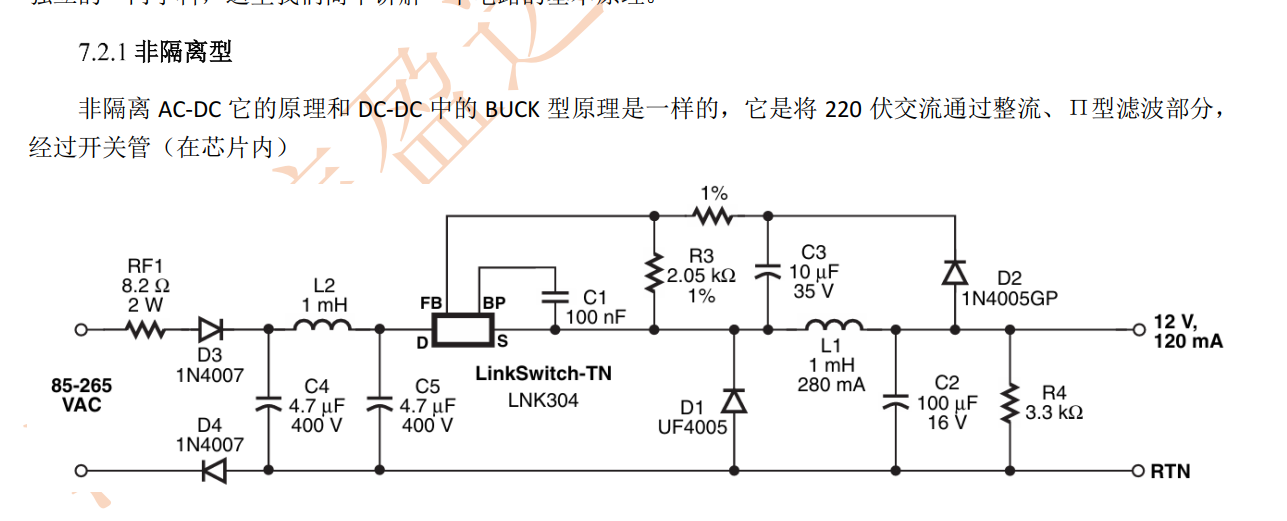 7.2.1 非隔离型
非隔离 AC-DC 它的原理和 DC-DC 中的 BUCK 型原理是一样的，它是将 220 伏交流通过整流、Π型滤波部分，
经过开关管（在芯片内）
1%
RF1
8.2 Ω
2 W
D3
1N4007
L2
1 mH
FB
BP
D
S
C1
100 nF
R3
2.05 kΩ
1%
C3
10 µF
35 V
D2
1N4005GP
12 V,
120 mA
85-265
VAC
C4
4.7 µF
400 V
C5
4.7 µF
400 V
LinkSwitch-TN
LNK304
D1
UF4005
L1
1 mH
280 mA
C2
100 µF
16 V
R4
3.3 kΩ
D4
1N4007
RTN